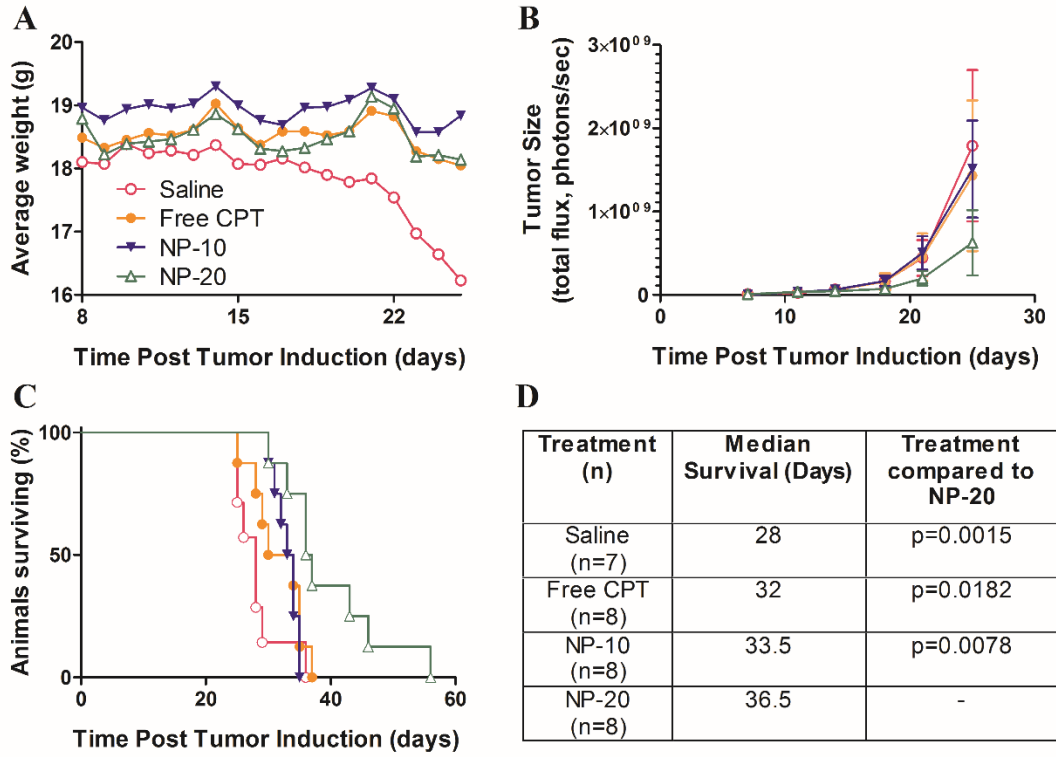 A
Average weight (g)
20
19
18
17
16
8
15
22
Saline
Free CPT
NP-10
NP-20
Time Post Tumor Induction (days)
B
Tumor Size
(total flux, photons/sec)
3×10⁰⁹
2×10⁰⁹
1×10⁰⁹
0
0
10
20
30
Time Post Tumor Induction (days)
C
Animals surviving (%)
100
50
0
0
20
40
60
Time Post Tumor Induction (days)
D
Treatment
(n)
Median
Survival (Days)
Treatment
compared to
NP-20
Saline
(n=7)
28
p=0.0015
Free CPT
(n=8)
32
p=0.0182
NP-10
(n=8)
33.5
p=0.0078
NP-20
(n=8)
36.5
-